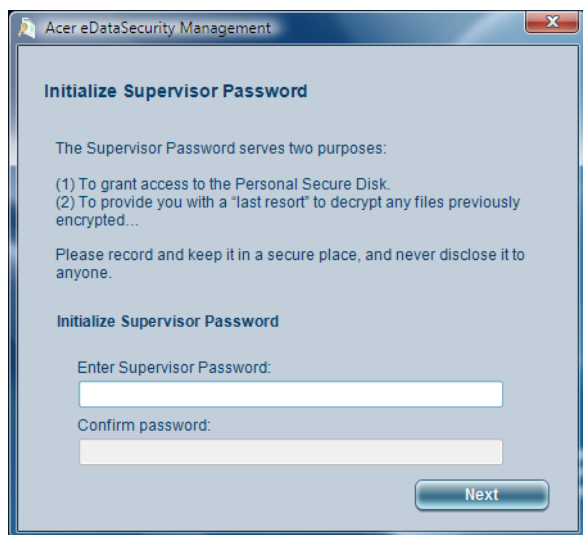 Acer eDataSecurity Management
Initialize Supervisor Password
The Supervisor Password serves two purposes:
(1) To grant access to the Personal Secure Disk.
(2) To provide you with a “last resort” to decrypt any files previously
encrypted...
Please record and keep it in a secure place, and never disclose it to
anyone.
Initialize Supervisor Password
Enter Supervisor Password:
Confirm password:
Next